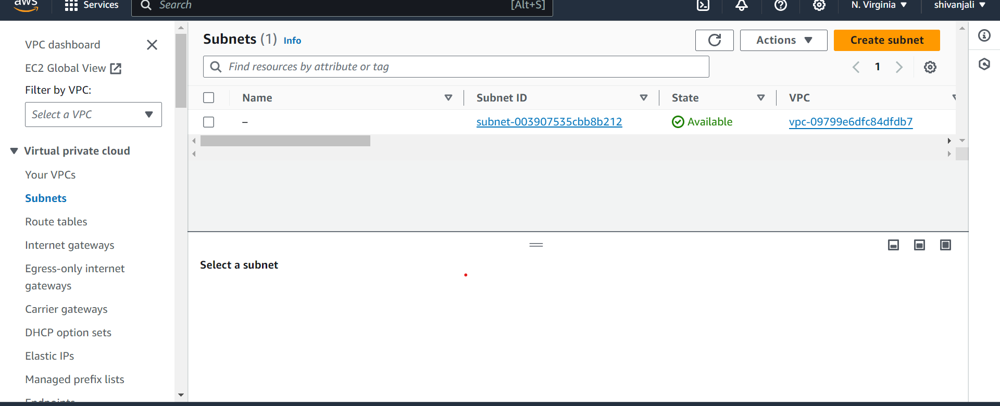 aws
Services
Search
[Alt+S]
N. Virginia
shivanjali
VPC dashboard
EC2 Global View
Filter by VPC:
Select a VPC
Virtual private cloud
Your VPCs
Subnets
Route tables
Internet gateways
Egress-only internet
gateways
Carrier gateways
DHCP option sets
Elastic IPs
Managed prefix lists
Endpoints
Subnets (1) Info
Actions
Create subnet
Find resources by attribute or tag
1
Name Subnet ID State VPC
– subnet-003907535cbb8b212 Available vpc-09799e6dfc84dfdb7
Select a subnet